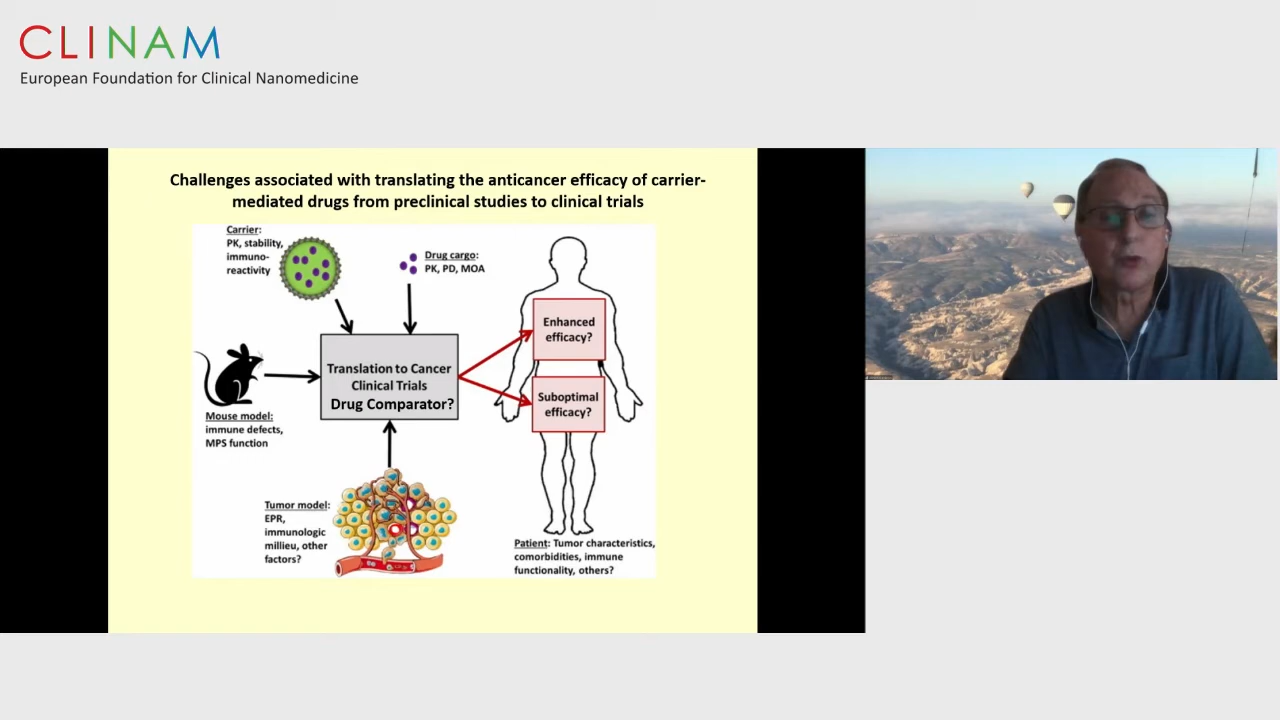 CLINAM
European Foundation for Clinical Nanomedicine
Challenges associated with translating the anticancer efficacy of carrier-
mediated drugs from preclinical studies to clinical trials
Carrier:
PK, stability,
immuno-
reactivity
Drug cargo:
PK, PD, MOA
Enhanced
efficacy?
Translation to Cancer
Clinical Trials
Drug Comparator?
Suboptimal
efficacy?
Mouse model:
immune defects,
MPS function
Tumor model:
EPR,
immunologic
millieu, other
factors?
Patient: Tumor characteristics,
comorbidities, immune
functionality, others?